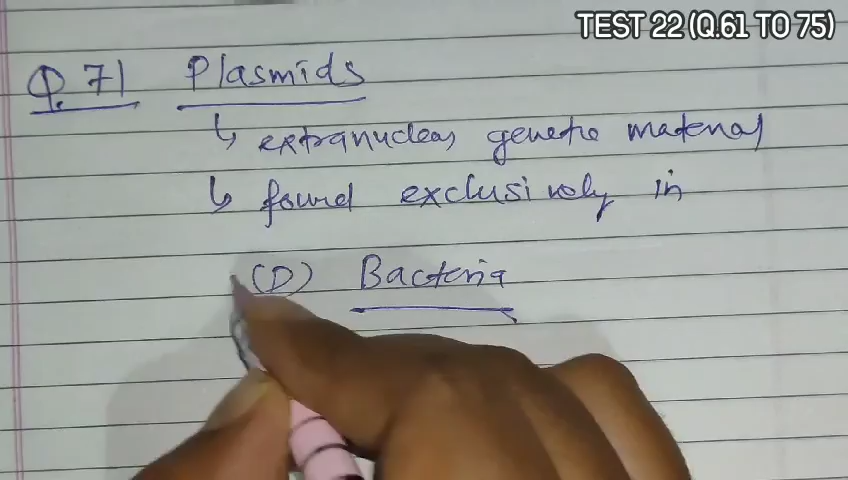 TEST 22 (Q.61 TO 75)
Q. 71 Plasmids
↳ extranuclear genetic material
↳ found exclusively in
(D) Bacteria